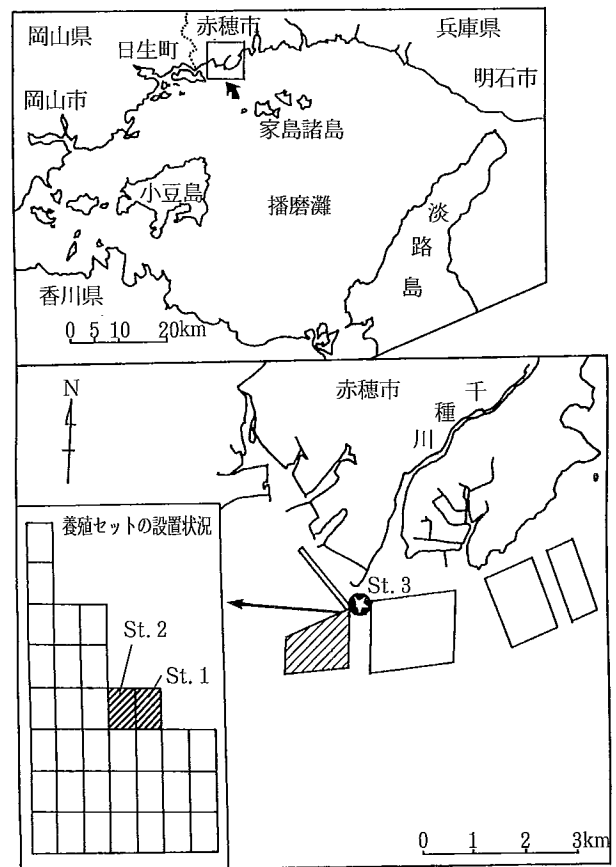 岡山県
赤穂市
兵庫県
日生町
明石市
岡山市
家島諸島
小豆島
播磨灘
淡路島
香川県
0 5 10 20km
N
赤穂市
千種川
養殖セットの設置状況
St.3
St.2
St.1
0 1 2 3km